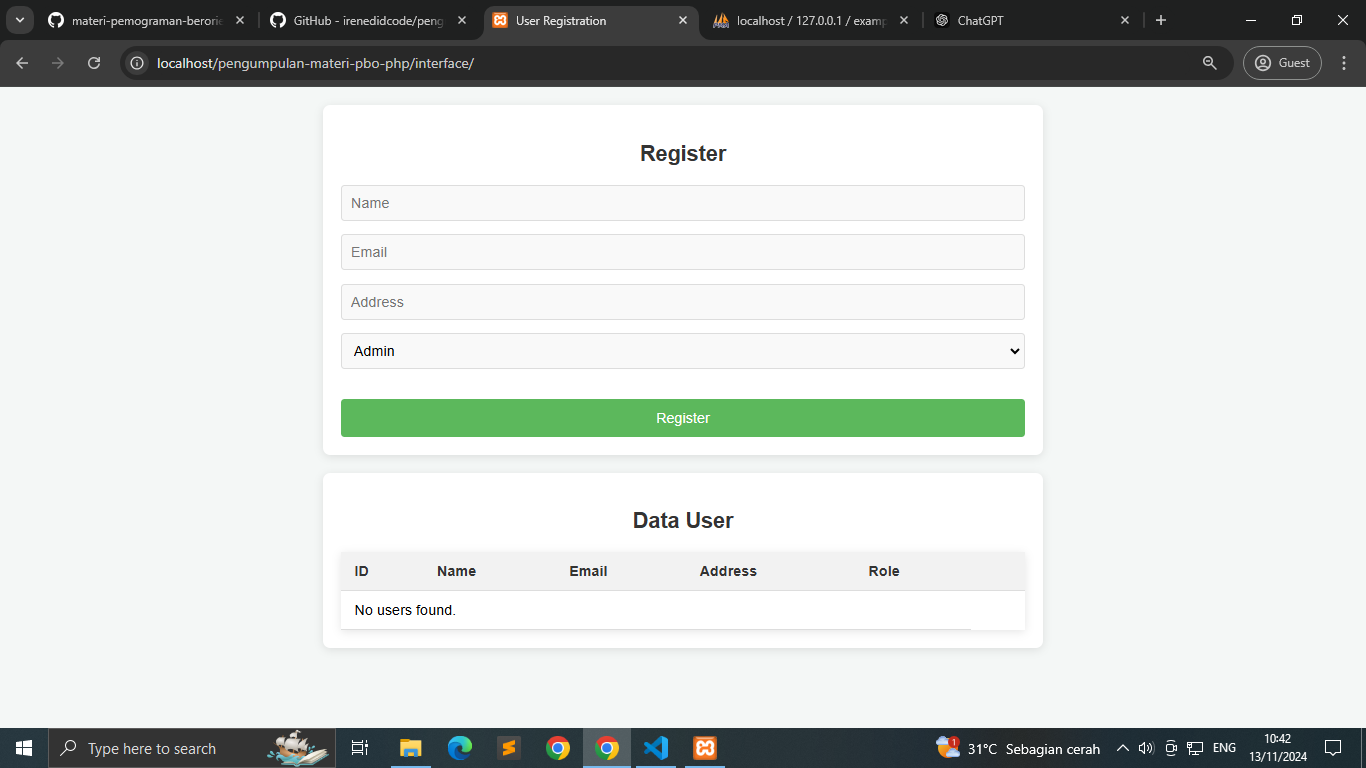 materi-pemograman-berorie
GitHub - irenedidcode/peng
User Registration
localhost / 127.0.0.1 / examp
ChatGPT
localhost/pengumpulan-materi-pbo-php/interface/
Guest
Register
Name
Email
Address
Admin
Register
Data User
ID Name Email Address Role
No users found.
Type here to search
1
31°C Sebagian cerah
ENG
10:42
13/11/2024